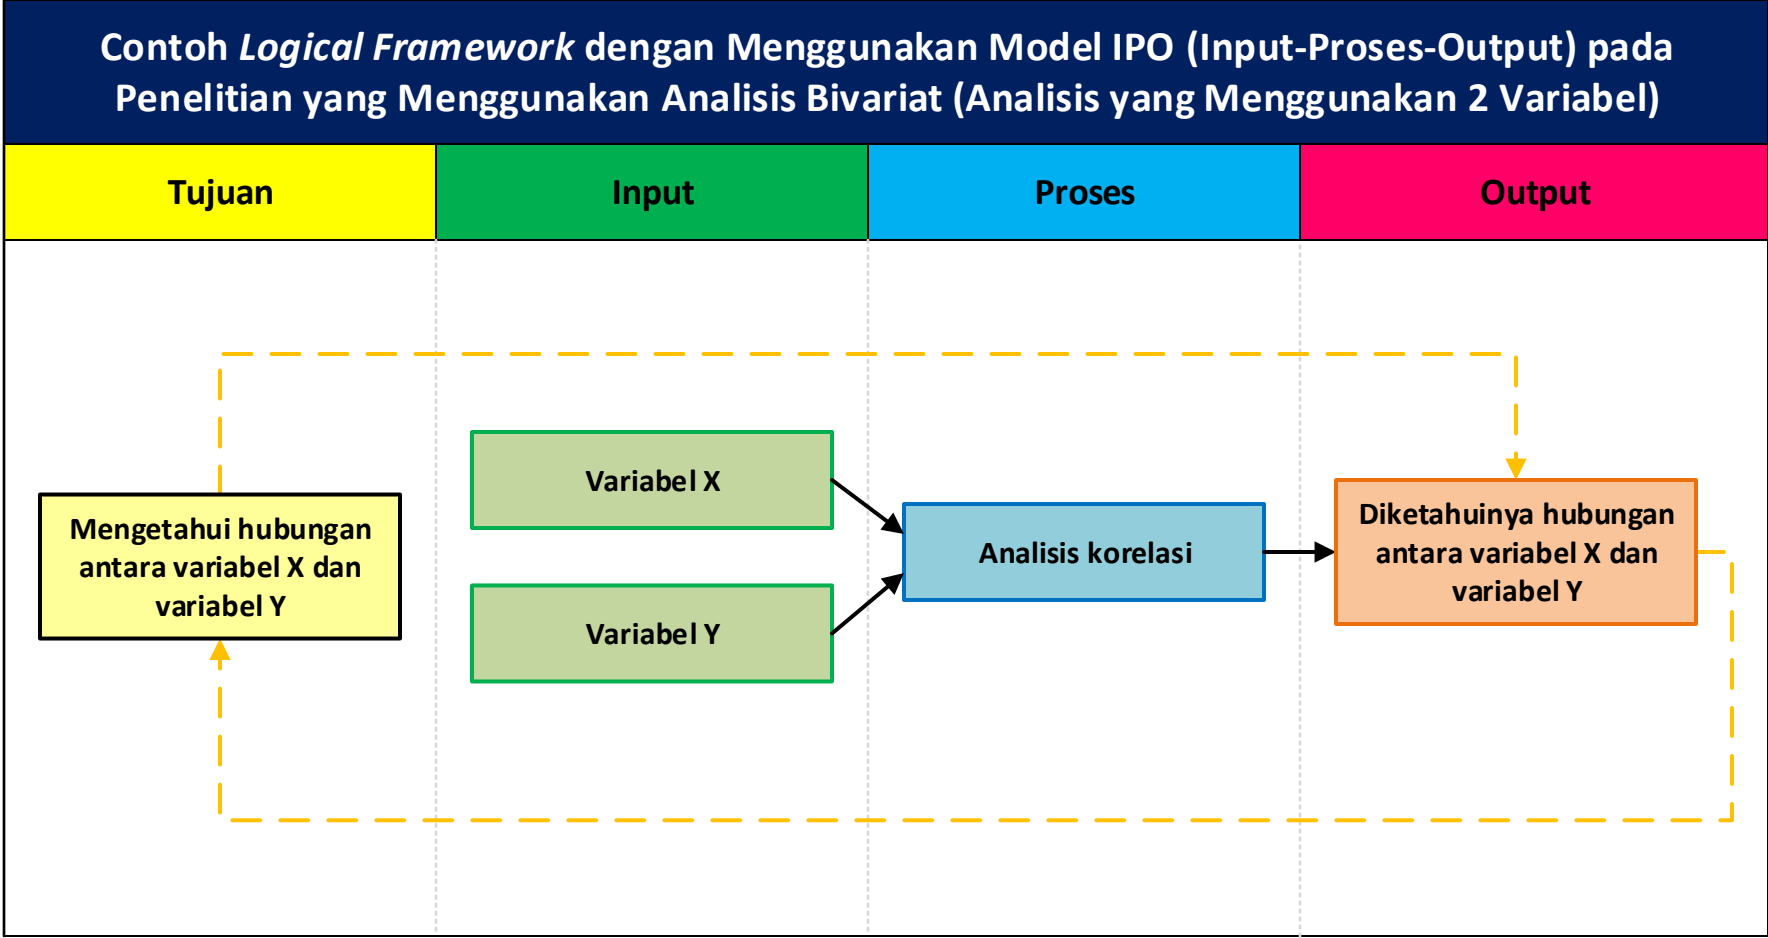 Contoh Logical Framework dengan Menggunakan Model IPO (Input-Proses-Output) pada
Penelitian yang Menggunakan Analisis Bivariat (Analisis yang Menggunakan 2 Variabel)
Tujuan
Input
Proses
Output
Mengetahui hubungan
antara variabel X dan
variabel Y
Variabel X
Variabel Y
Analisis korelasi
Diketahuinya hubungan
antara variabel X dan
variabel Y